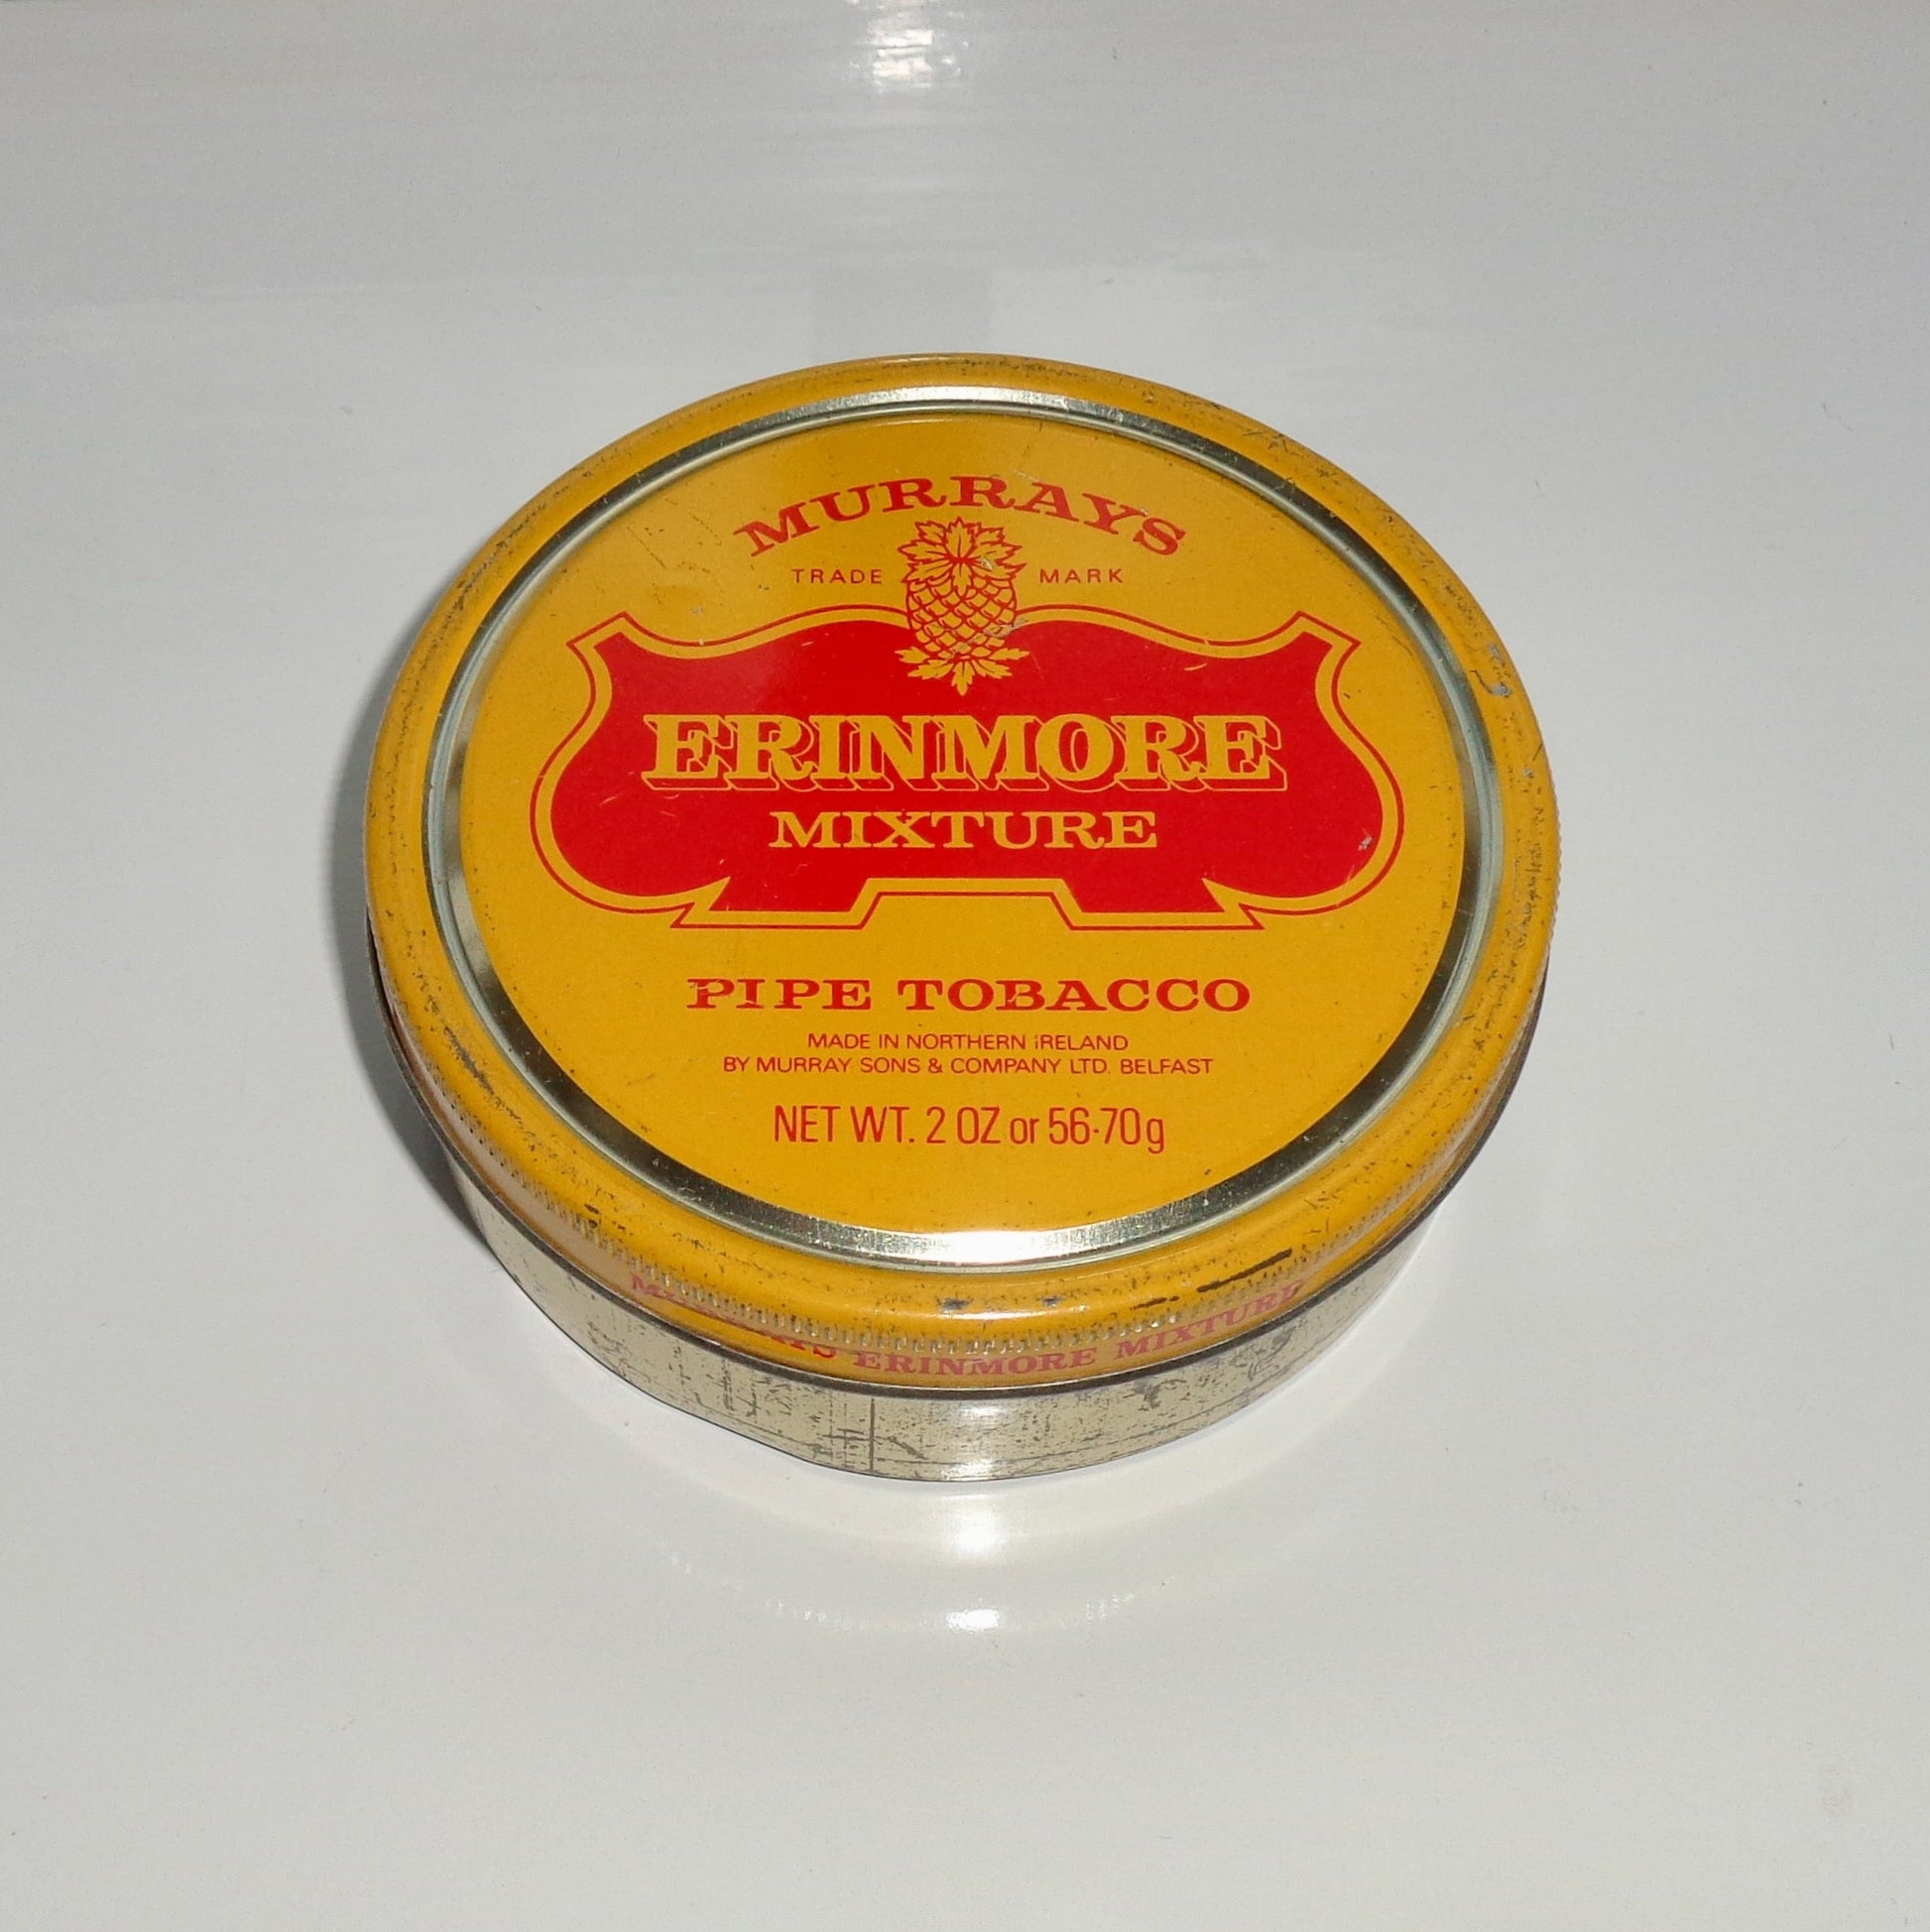 MURRAYS
TRADE MARK
ERINMORE
MIXTURE
PIPE TOBACCO
MADE IN NORTHERN IRELAND
BY MURRAY SONS & COMPANY LTD. BELFAST
NET WT. 2 OZ or 56·70g
MURRAYS ERINMORE MIXTURE